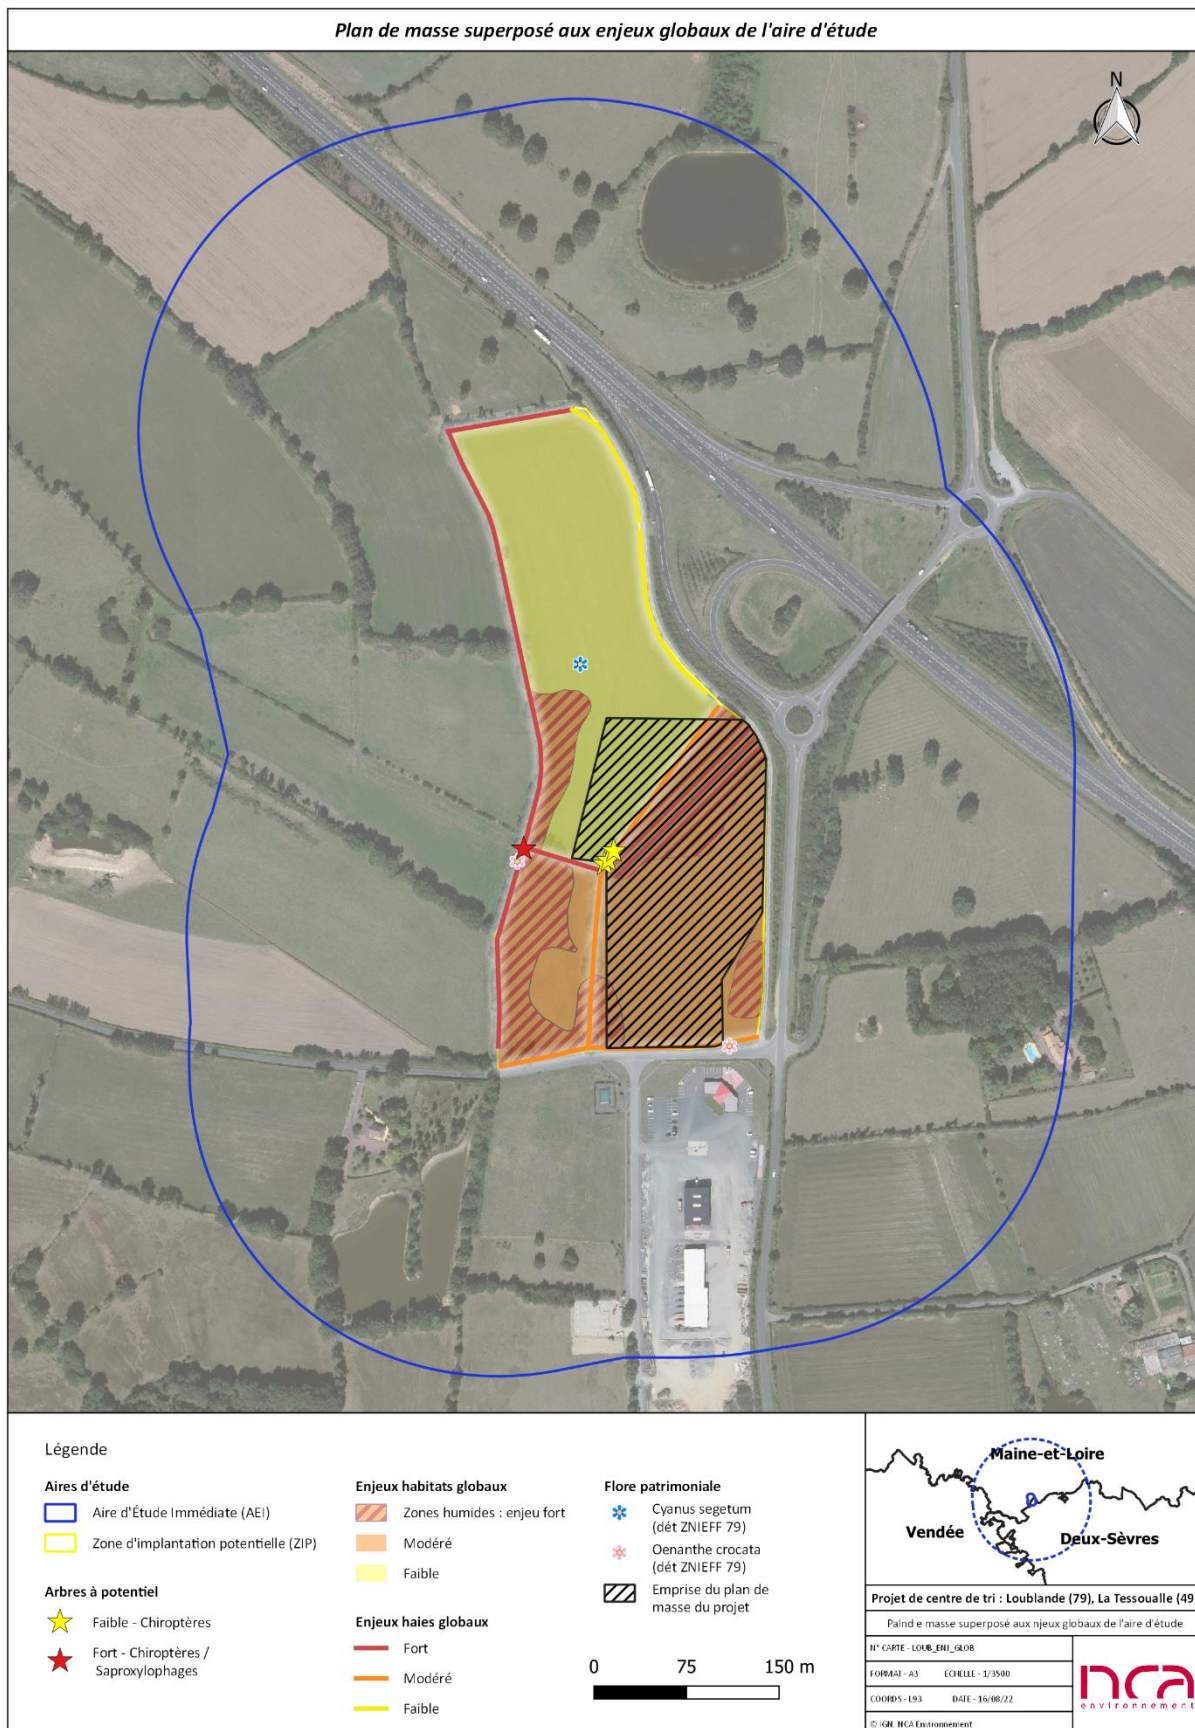 Plan de masse superposé aux enjeux globaux de l'aire d'étude
N
Légende
Aires d'étude
Aire d'Étude Immédiate (AEI)
Zone d'implantation potentielle (ZIP)
Arbres à potentiel
Faible - Chiroptères
Fort - Chiroptères /
Saproxylophages
Enjeux habitats globaux
Zones humides : enjeu fort
Modéré
Faible
Enjeux haies globaux
Fort
Modéré
Faible
Flore patrimoniale
Cyanus segetum
(dét ZNIEFF 79)
Oenanthe crocata
(dét ZNIEFF 79)
Emprise du plan de
masse du projet
0 75 150 m
Maine-et-Loire
Vendée
Deux-Sèvres
Projet de centre de tri : Loublande (79), La Tessoualle (49
Palnd e masse superposé aux njeux globaux de l'aire d'étude
N° CARTE - LOUB_ENJ_GLOB
FORMAT - A3 ÉCHELLE - 1/3500
COORDS - L93 DATE - 16/08/22
© IGN, NCA Environnement
nca
environnement